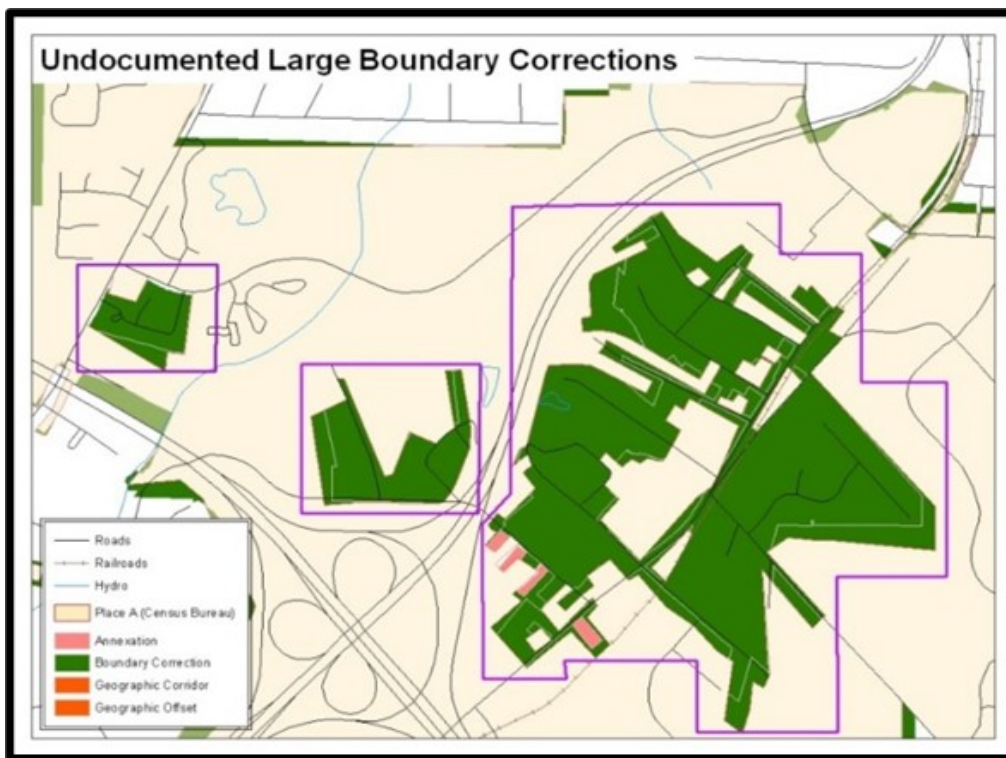 Undocumented Large Boundary Corrections
Roads
Railroads
Hydro
Place A (Census Bureau)
Annexation
Boundary Correction
Geographic Corridor
Geographic Offset